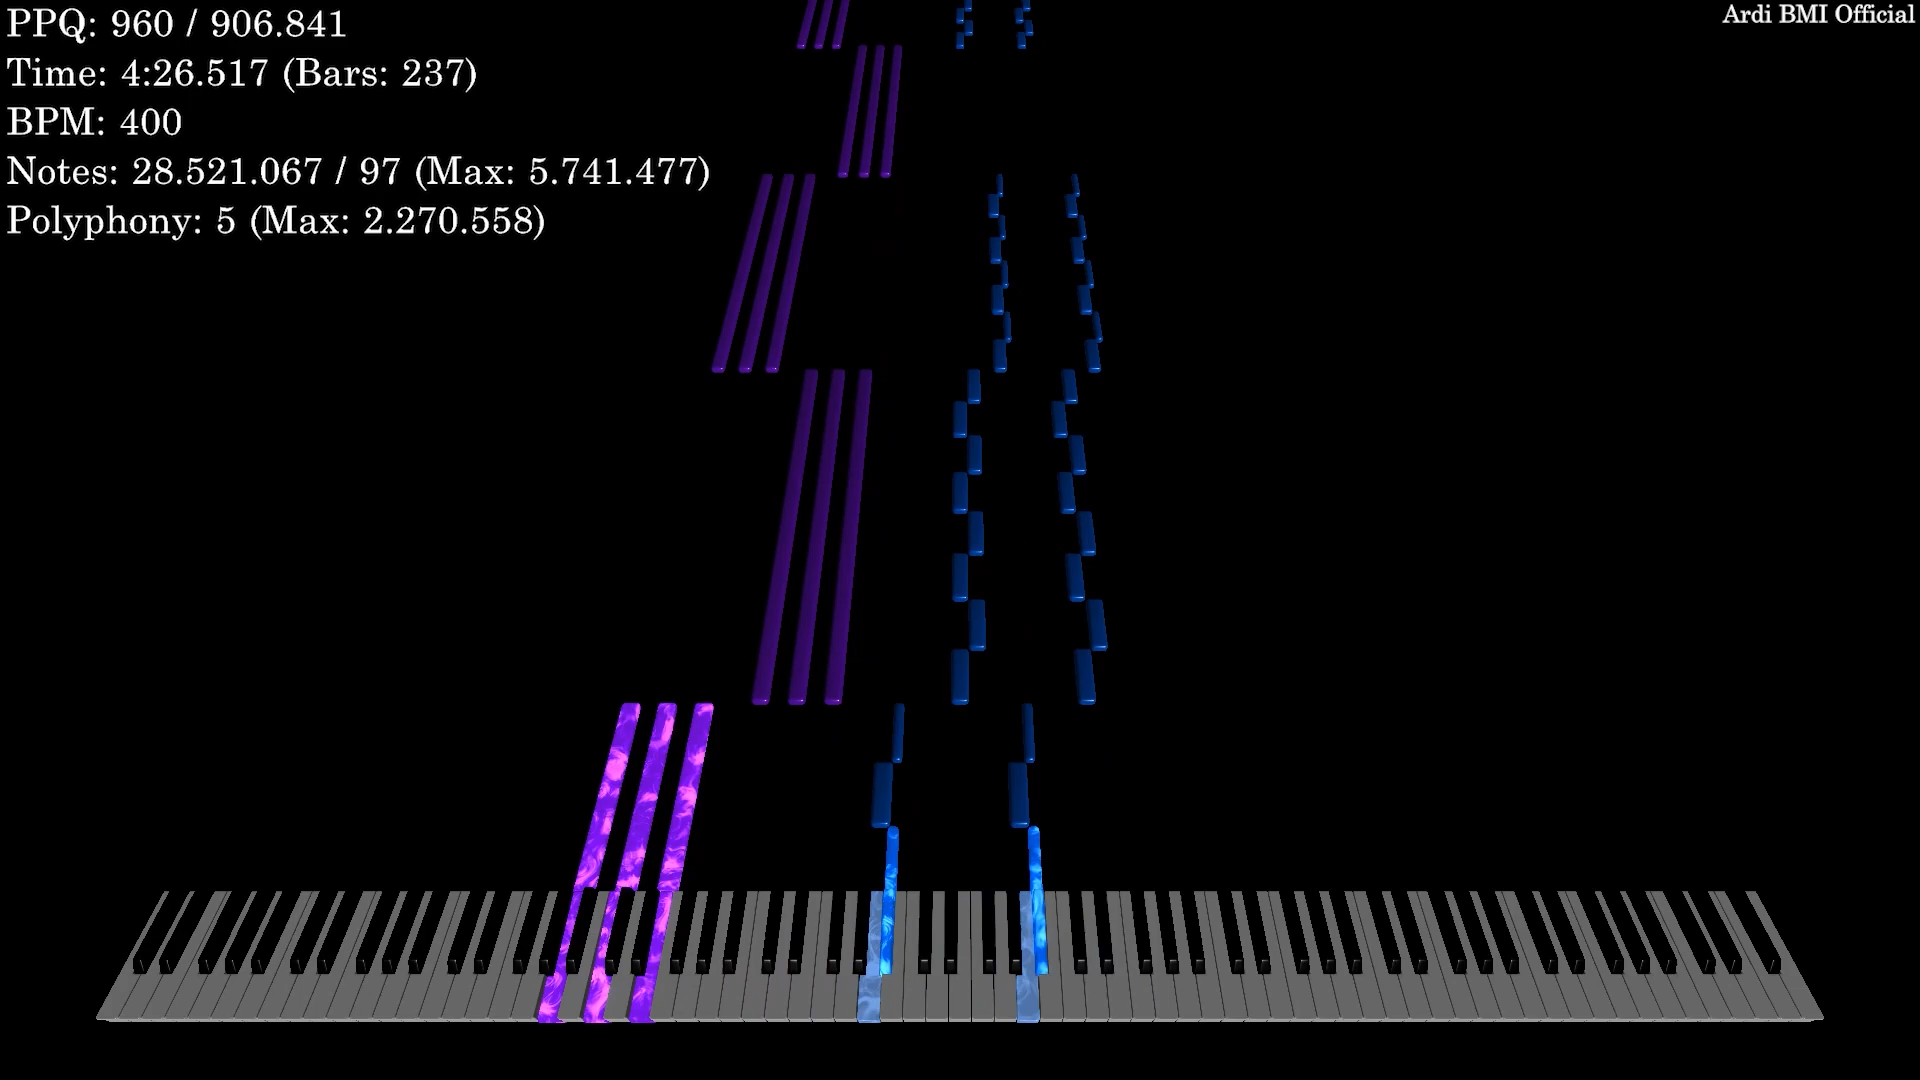 PPQ: 960 / 906.841
Ardi BMI Official
Time: 4:26.517 (Bars: 237)
BPM: 400
Notes: 28.521.067 / 97 (Max: 5.741.477)
Polyphony: 5 (Max: 2.270.558)